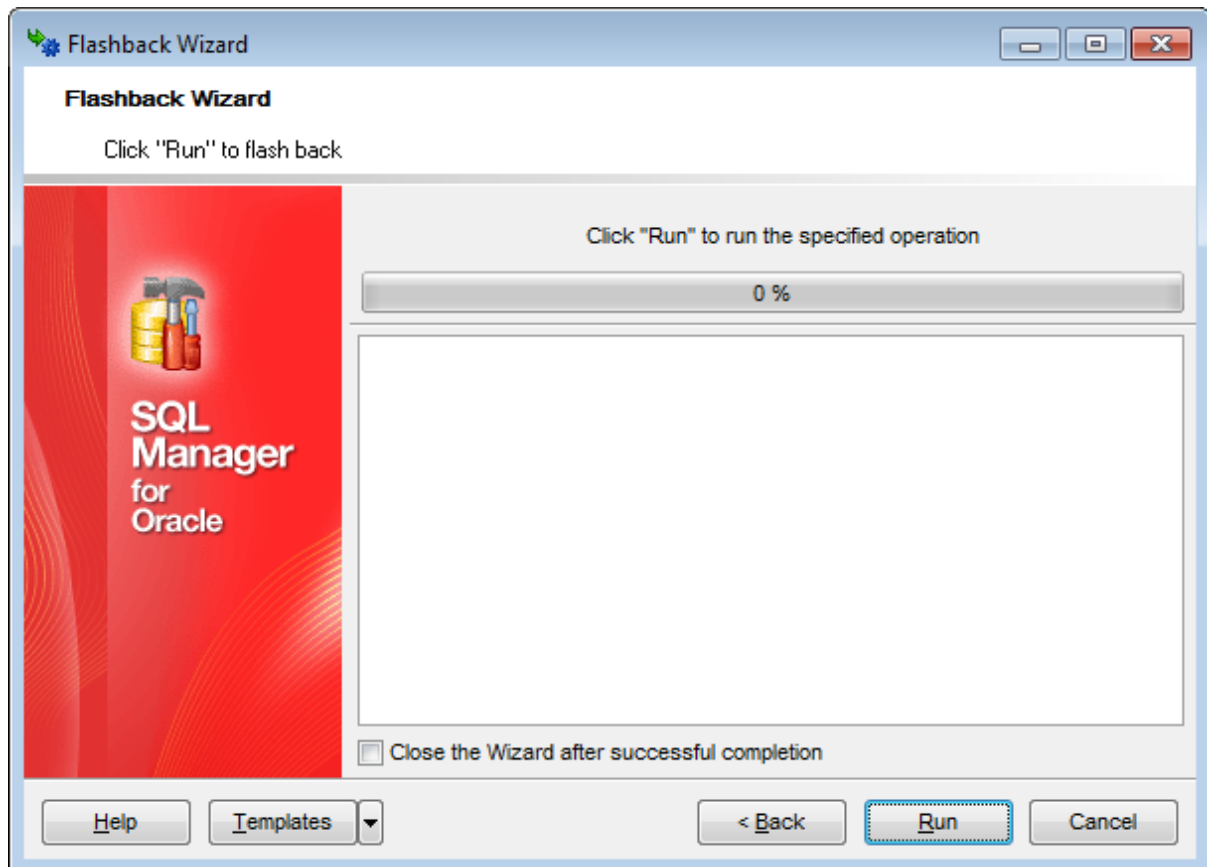 Flashback Wizard
Flashback Wizard
Click "Run" to flash back
Click "Run" to run the specified operation
0 %
SQL
Manager
for
Oracle
Close the Wizard after successful completion
Help
Templates
< Back
Run
Cancel